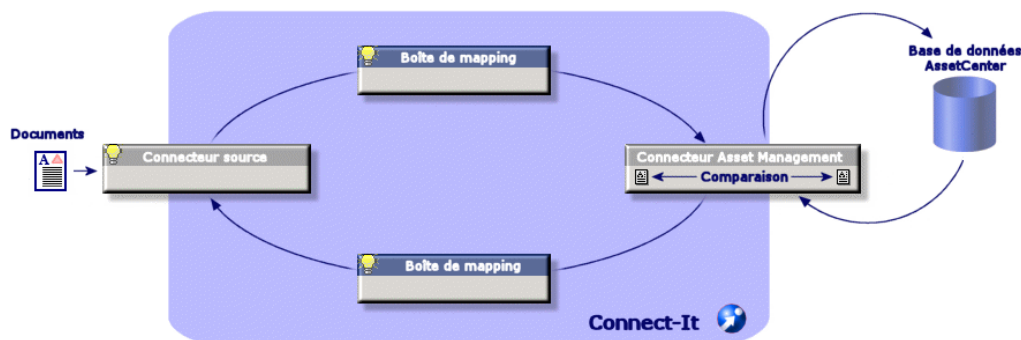 Boîte de mapping
Base de données
AssetCenter
Documents
A
Connecteur source
Connecteur Asset Management
Comparaison
Boîte de mapping
Connect-It